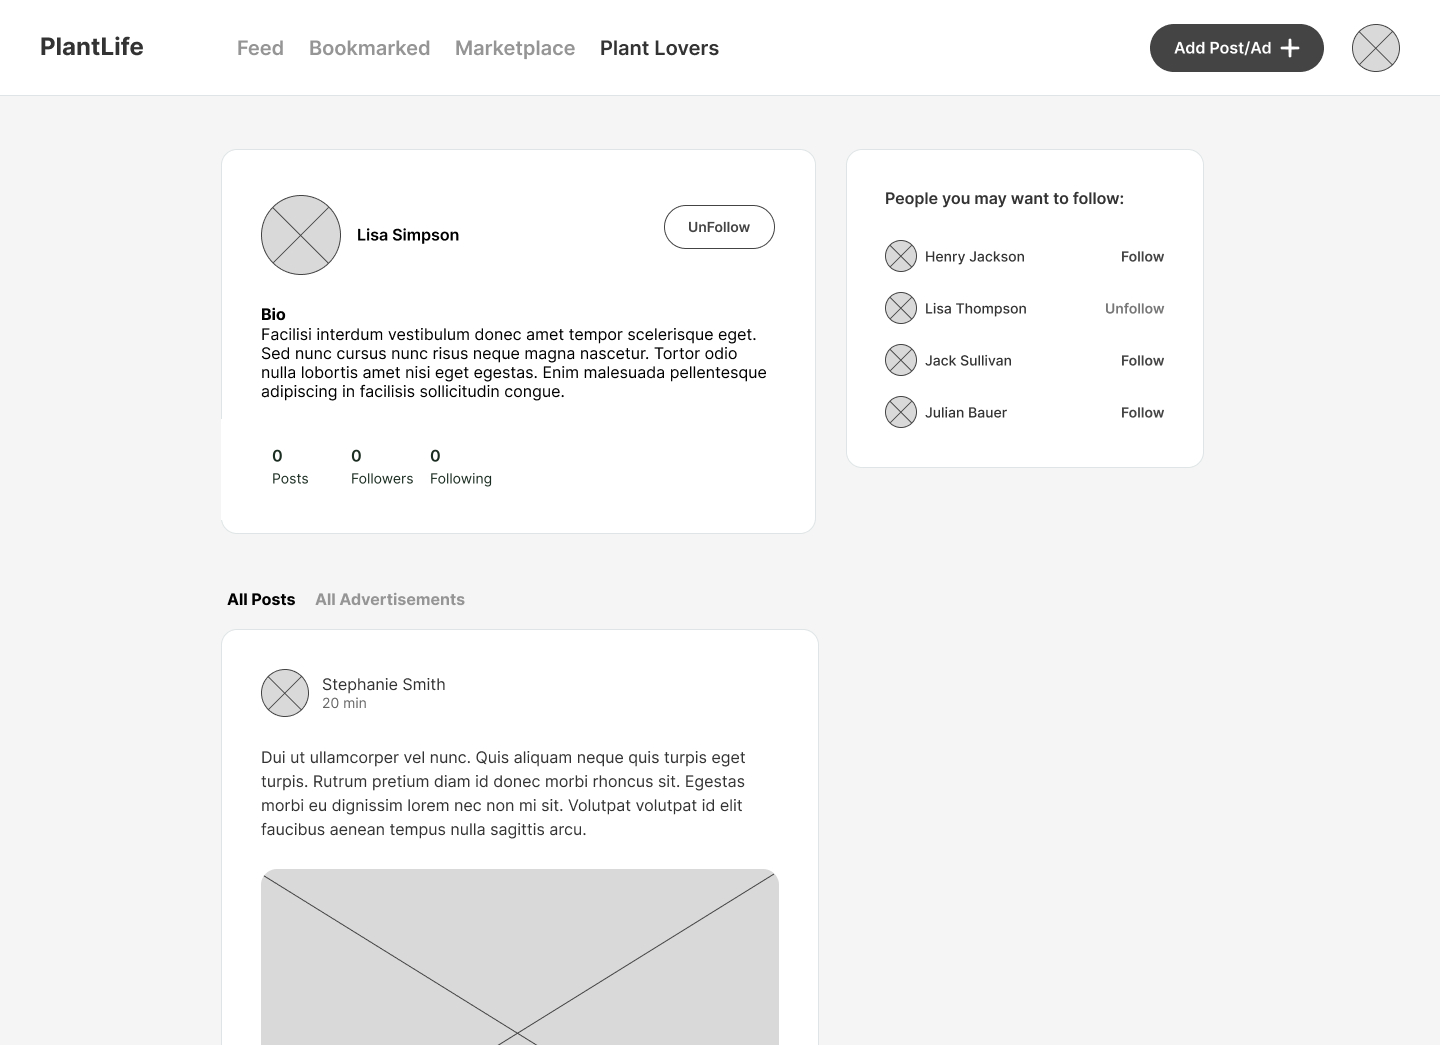 PlantLife
Feed Bookmarked Marketplace Plant Lovers
Add Post/Ad
Lisa Simpson
UnFollow
Bio
Facilisi interdum vestibulum donec amet tempor scelerisque eget.
Sed nunc cursus nunc risus neque magna nascetur. Tortor odio
nulla lobortis amet nisi eget egestas. Enim malesuada pellentesque
adipiscing in facilisis sollicitudin congue.
0 0 0
Posts Followers Following
People you may want to follow:
Henry Jackson Follow
Lisa Thompson Unfollow
Jack Sullivan Follow
Julian Bauer Follow
All Posts All Advertisements
Stephanie Smith
20 min
Dui ut ullamcorper vel nunc. Quis aliquam neque quis turpis eget
turpis. Rutrum pretium diam id donec morbi rhoncus sit. Egestas
morbi eu dignissim lorem nec non mi sit. Volutpat volutpat id elit
faucibus aenean tempus nulla sagittis arcu.